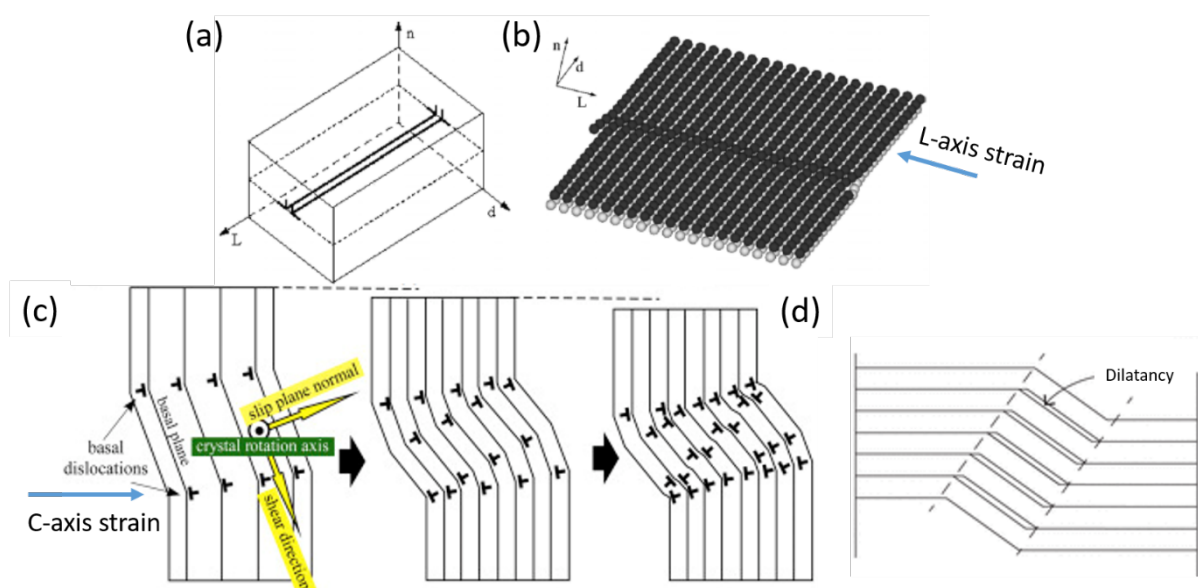 (a)
n
L
d
(b)
n
d
L
L-axis strain
(c)
slip plane normal
basal plane
crystal rotation axis
basal
dislocations
C-axis strain
shear direction
(d)
Dilatancy